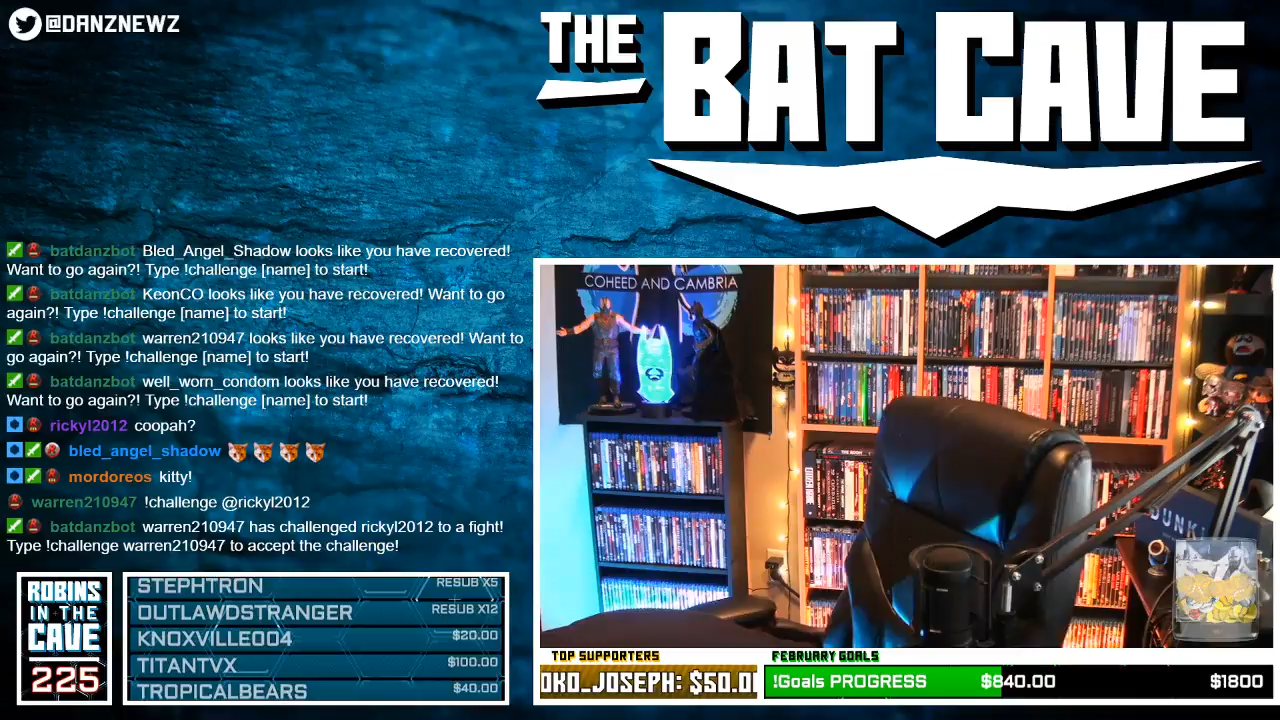 @DANZNEWZ
THE
BAT CAVE
batdanzbot Bled_Angel_Shadow looks like you have recovered!
Want to go again?! Type !challenge [name] to start!
batdanzbot KeonCO looks like you have recovered! Want to go
again?! Type !challenge [name] to start!
batdanzbot warren210947 looks like you have recovered! Want to
go again?! Type !challenge [name] to start!
batdanzbot well_worn_condom looks like you have recovered!
Want to go again?! Type !challenge [name] to start!
rickyl2012 coopah?
bled_angel_shadow
mordoreos kitty!
warren210947 !challenge @rickyl2012
batdanzbot warren210947 has challenged rickyl2012 to a fight!
Type !challenge warren210947 to accept the challenge!
COHEED AND CAMBRIA
ROBINS
IN THE
CAVE
225
STEPHTRON RESUB X5
OUTLAWDSTRANGER RESUB X12
KNOXVILLE004 $20.00
TITANTVX $100.00
TROPICALBEARS $40.00
TOP SUPPORTERS
OKO_JOSEPH: $50.0
FEBRUARY GOALS
!Goals PROGRESS $840.00 $1800